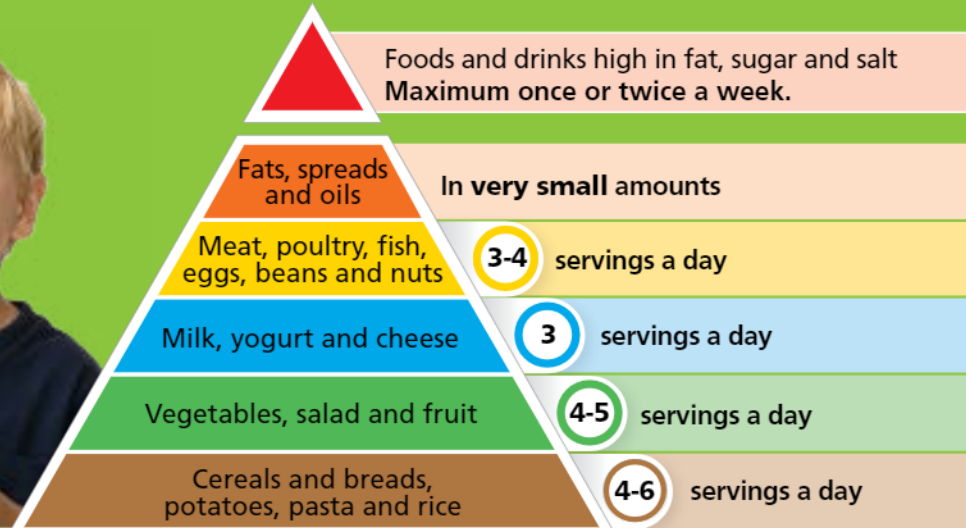 Foods and drinks high in fat, sugar and salt
Maximum once or twice a week.
Fats, spreads
and oils
In very small amounts
Meat, poultry, fish,
eggs, beans and nuts
3-4 servings a day
Milk, yogurt and cheese
3 servings a day
Vegetables, salad and fruit
4-5 servings a day
Cereals and breads,
potatoes, pasta and rice
4-6 servings a day